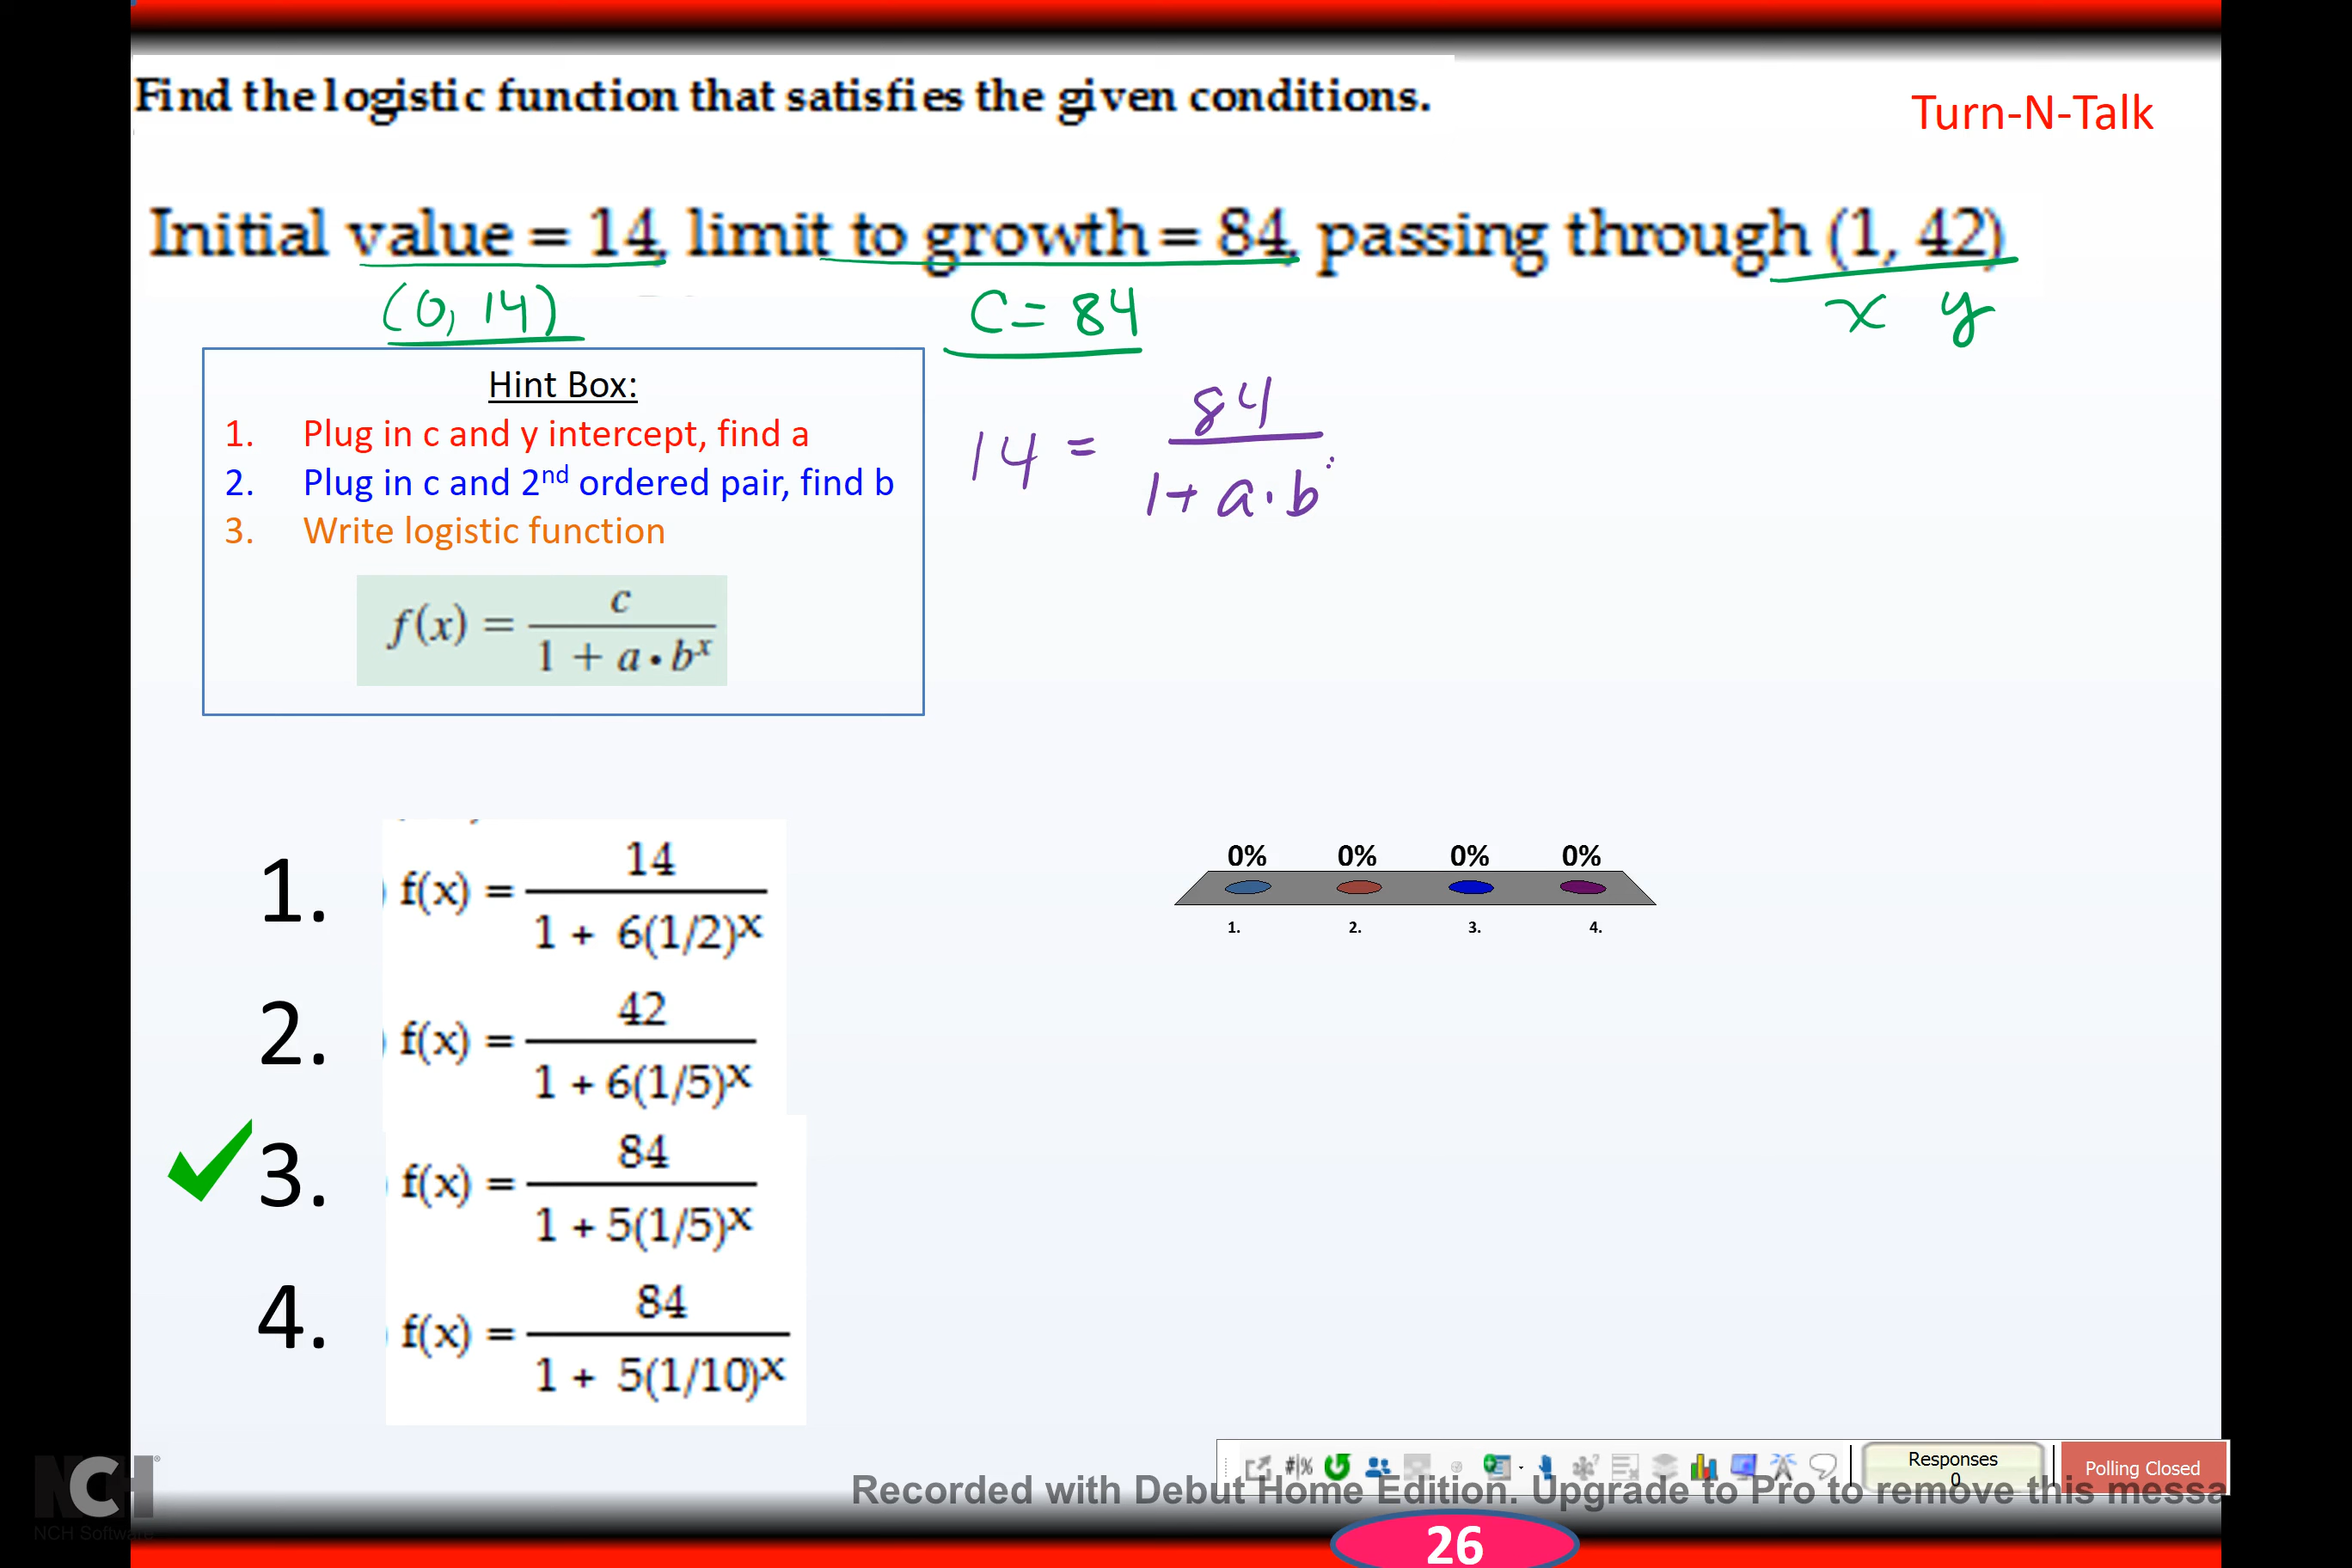 Find the logistic function that satisfies the given conditions.
Turn-N-Talk
Initial value = 14, limit to growth = 84, passing through (1, 42)
(0, 14)
C = 84
x y
Hint Box:
1. Plug in c and y intercept, find a
2. Plug in c and 2nd ordered pair, find b
3. Write logistic function
f(x) = c / (1 + a • b^x)
14 = 84 / (1 + a · b)
1. f(x) = 14 / (1 + 6(1/2)^x)
2. f(x) = 42 / (1 + 6(1/5)^x)
3. f(x) = 84 / (1 + 5(1/5)^x)
4. f(x) = 84 / (1 + 5(1/10)^x)
0% 0% 0% 0%
1. 2. 3. 4.
Responses
0
Polling Closed
Recorded with Debut Home Edition. Upgrade to Pro to remove this messa
NCH
NCH Software
26